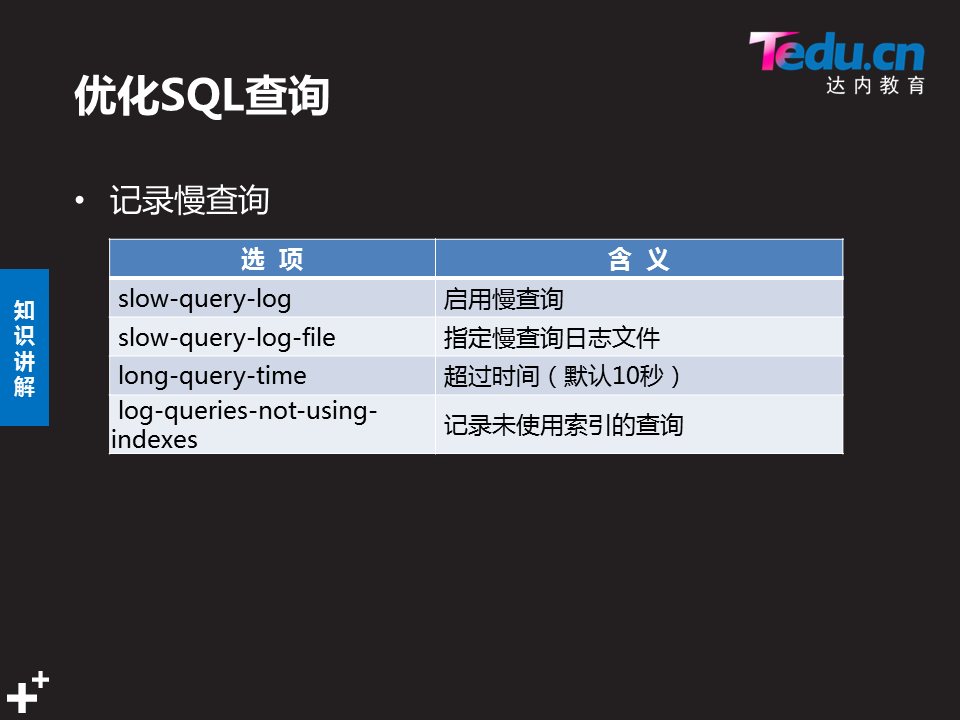 Tedu.cn
达内教育
优化SQL查询
• 记录慢查询
选 项 含 义
slow-query-log 启用慢查询
slow-query-log-file 指定慢查询日志文件
long-query-time 超过时间（默认10秒）
log-queries-not-using-
indexes 记录未使用索引的查询
知
识
讲
解